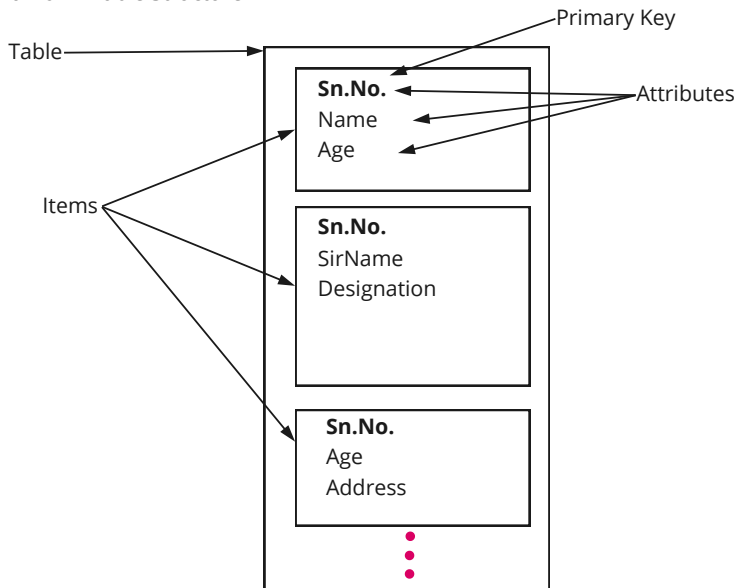 Primary Key
Table
Sn.No.
Attributes
Name
Age
Items
Sn.No.
SirName
Designation
Sn.No.
Age
Address